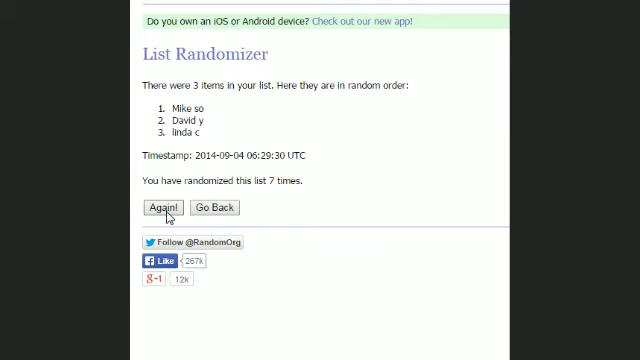 Do you own an iOS or Android device? Check out our new app!
List Randomizer
There were 3 items in your list. Here they are in random order:
1. Mike so
2. David y
3. linda c
Timestamp: 2014-09-04 06:29:30 UTC
You have randomized this list 7 times.
Again! Go Back
Follow @RandomOrg
Like 267k
g+1 12k